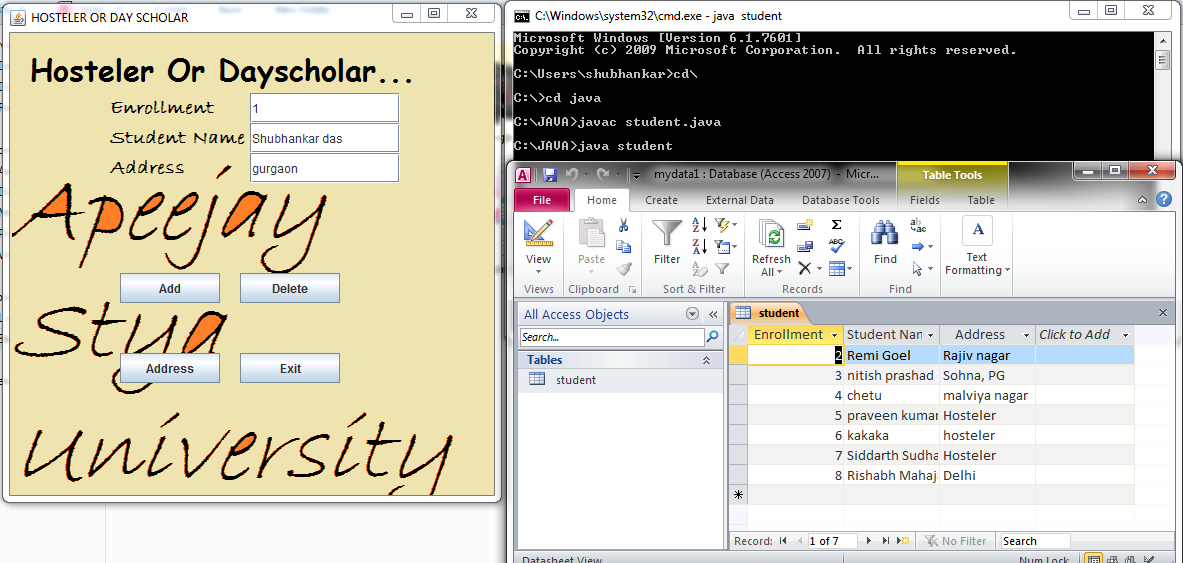 HOSTELER OR DAY SCHOLAR
Hosteler Or Dayscholar...
Enrollment 1
Student Name Shubhankar das
Address gurgaon
Apeejay
Add Delete
Stya
Address Exit
University
C:\Windows\system32\cmd.exe - java student
Microsoft Windows [Version 6.1.7601]
Copyright (c) 2009 Microsoft Corporation. All rights reserved.
C:\Users\shubhankar>cd\
C:\>cd java
C:\JAVA>javac student.java
C:\JAVA>java student
mydata1 : Database (Access 2007) - Micr...
Table Tools
File Home Create External Data Database Tools Fields Table
View Paste Filter Refresh All Find Text Formatting
Views Clipboard Sort & Filter Records Find
All Access Objects
Search...
Tables
student
student
Enrollment Student Nan Address Click to Add
2 Remi Goel Rajiv nagar
3 nitish prashad Sohna, PG
4 chetu malviya nagar
5 praveen kumar Hosteler
6 kakaka hosteler
7 Siddarth Sudha Hosteler
8 Rishabh Mahaj Delhi
Record: 1 of 7 No Filter Search
Datasheet View Num Lock